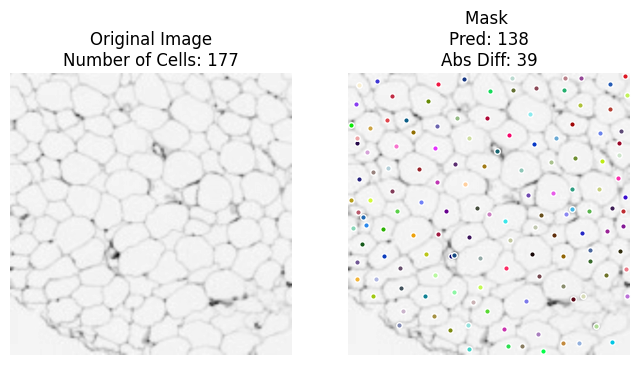 Original Image
Number of Cells: 177
Mask
Pred: 138
Abs Diff: 39